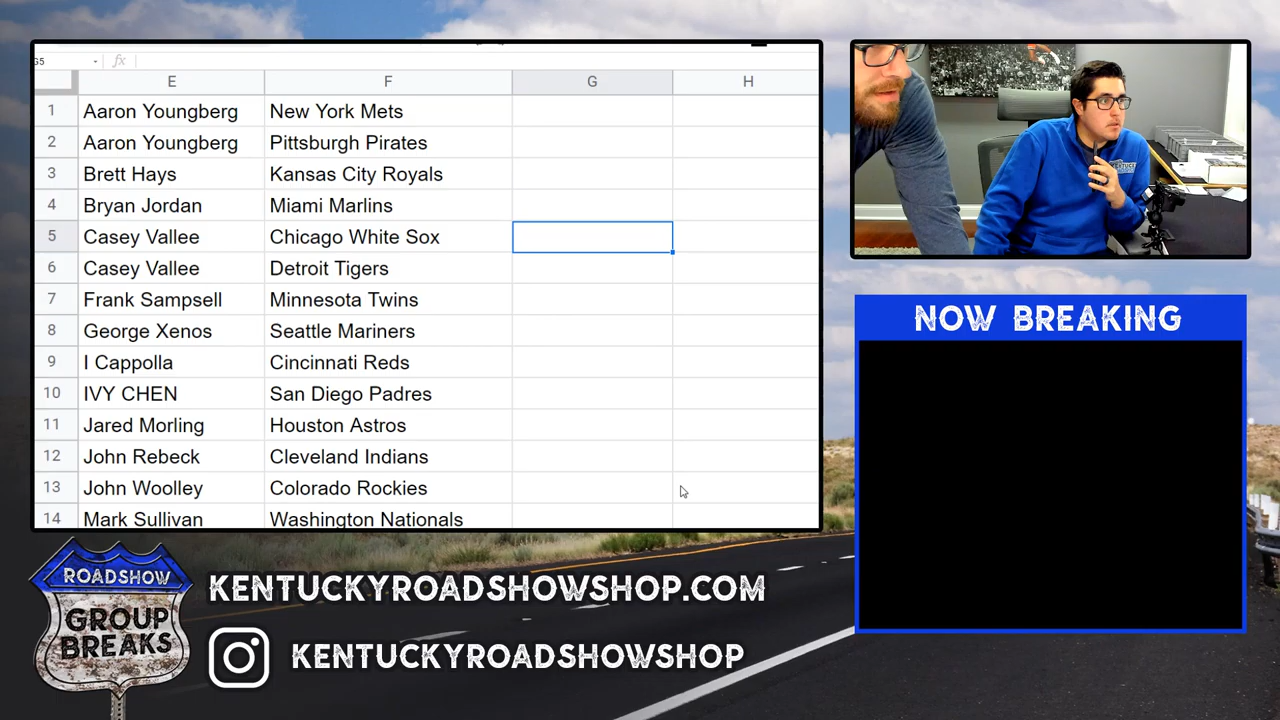 G5 fx
E F G H
1 Aaron Youngberg New York Mets
2 Aaron Youngberg Pittsburgh Pirates
3 Brett Hays Kansas City Royals
4 Bryan Jordan Miami Marlins
5 Casey Vallee Chicago White Sox
6 Casey Vallee Detroit Tigers
7 Frank Sampsell Minnesota Twins
8 George Xenos Seattle Mariners
9 I Cappolla Cincinnati Reds
10 IVY CHEN San Diego Padres
11 Jared Morling Houston Astros
12 John Rebeck Cleveland Indians
13 John Woolley Colorado Rockies
14 Mark Sullivan Washington Nationals
NOW BREAKING
ROADSHOW
GROUP
BREAKS
KENTUCKYROADSHOWSHOP.COM
KENTUCKYROADSHOWSHOP